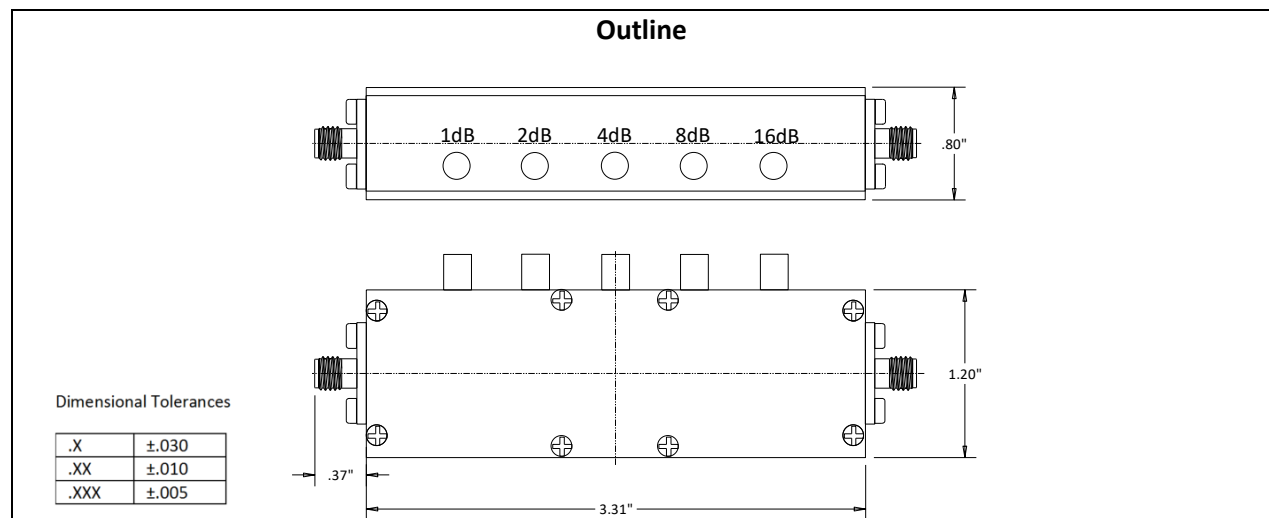 Outline
1dB 2dB 4dB 8dB 16dB
.80"
1.20"
Dimensional Tolerances
.X ±.030
.XX ±.010
.XXX ±.005
.37"
3.31"